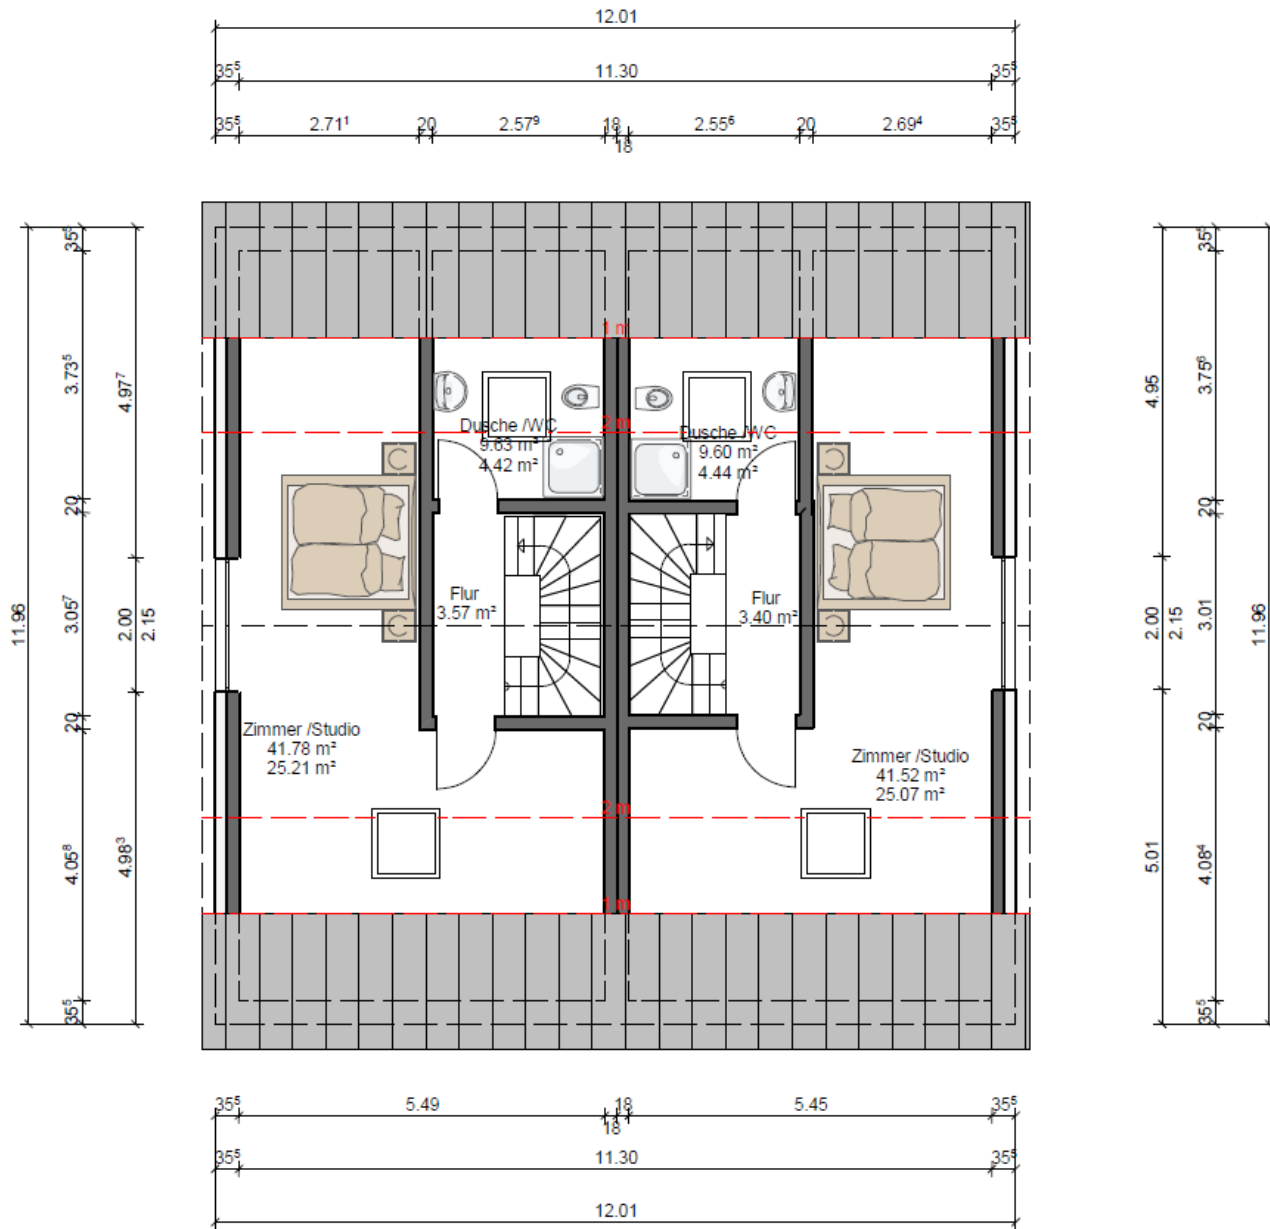 12.01
35⁵ 11.30 35⁵
35⁵ 2.71¹ 20 2.57⁹ 18 2.55⁶ 20 2.69⁴ 35⁵
18
1 m
2 m
Dusche /WC
9.63 m²
4.42 m²
Dusche /WC
9.60 m²
4.44 m²
Flur
3.57 m²
Flur
3.40 m²
Zimmer /Studio
41.78 m²
25.21 m²
Zimmer /Studio
41.52 m²
25.07 m²
2 m
1 m
11.96
35⁵ 3.73⁵ 20 3.05⁷ 20 4.05⁸ 35⁵
4.97⁷ 2.00 4.98³
2.15
4.95 2.00 5.01
2.15
35⁵ 3.75⁶ 20 3.01 20 4.08⁴ 35⁵
11.96
35⁵ 5.49 18 5.45 35⁵
18
35⁵ 11.30 35⁵
12.01